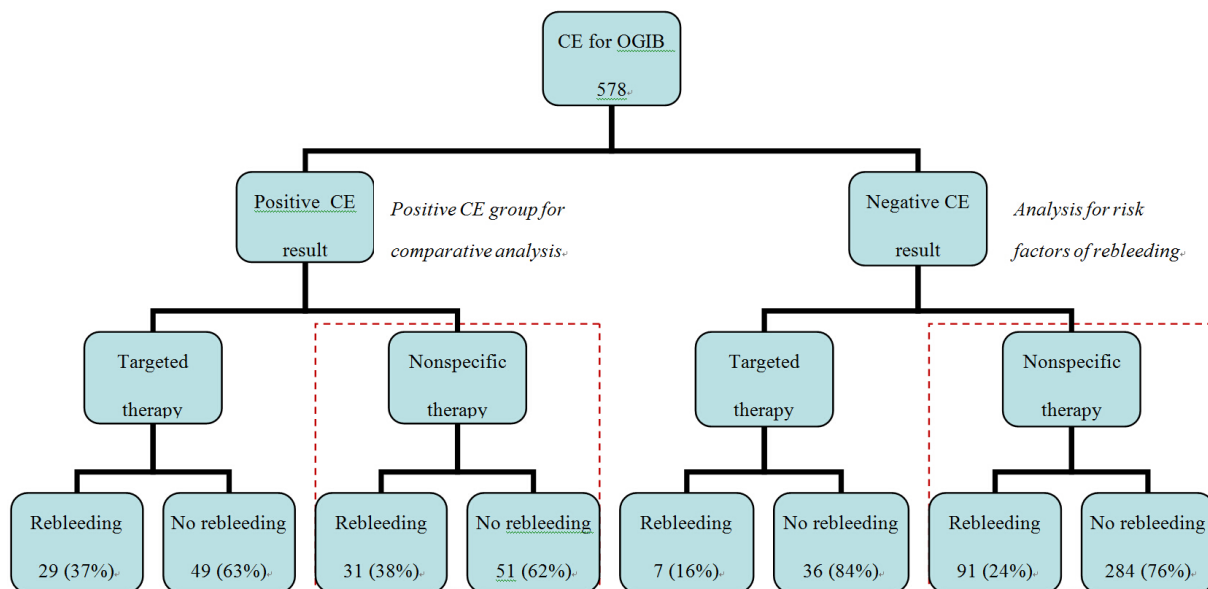 CE for OGIB
578
Positive CE
result
Positive CE group for
comparative analysis
Negative CE
result
Analysis for risk
factors of rebleeding
Targeted
therapy
Nonspecific
therapy
Targeted
therapy
Nonspecific
therapy
Rebleeding
29 (37%)
No rebleeding
49 (63%)
Rebleeding
31 (38%)
No rebleeding
51 (62%)
Rebleeding
7 (16%)
No rebleeding
36 (84%)
Rebleeding
91 (24%)
No rebleeding
284 (76%)